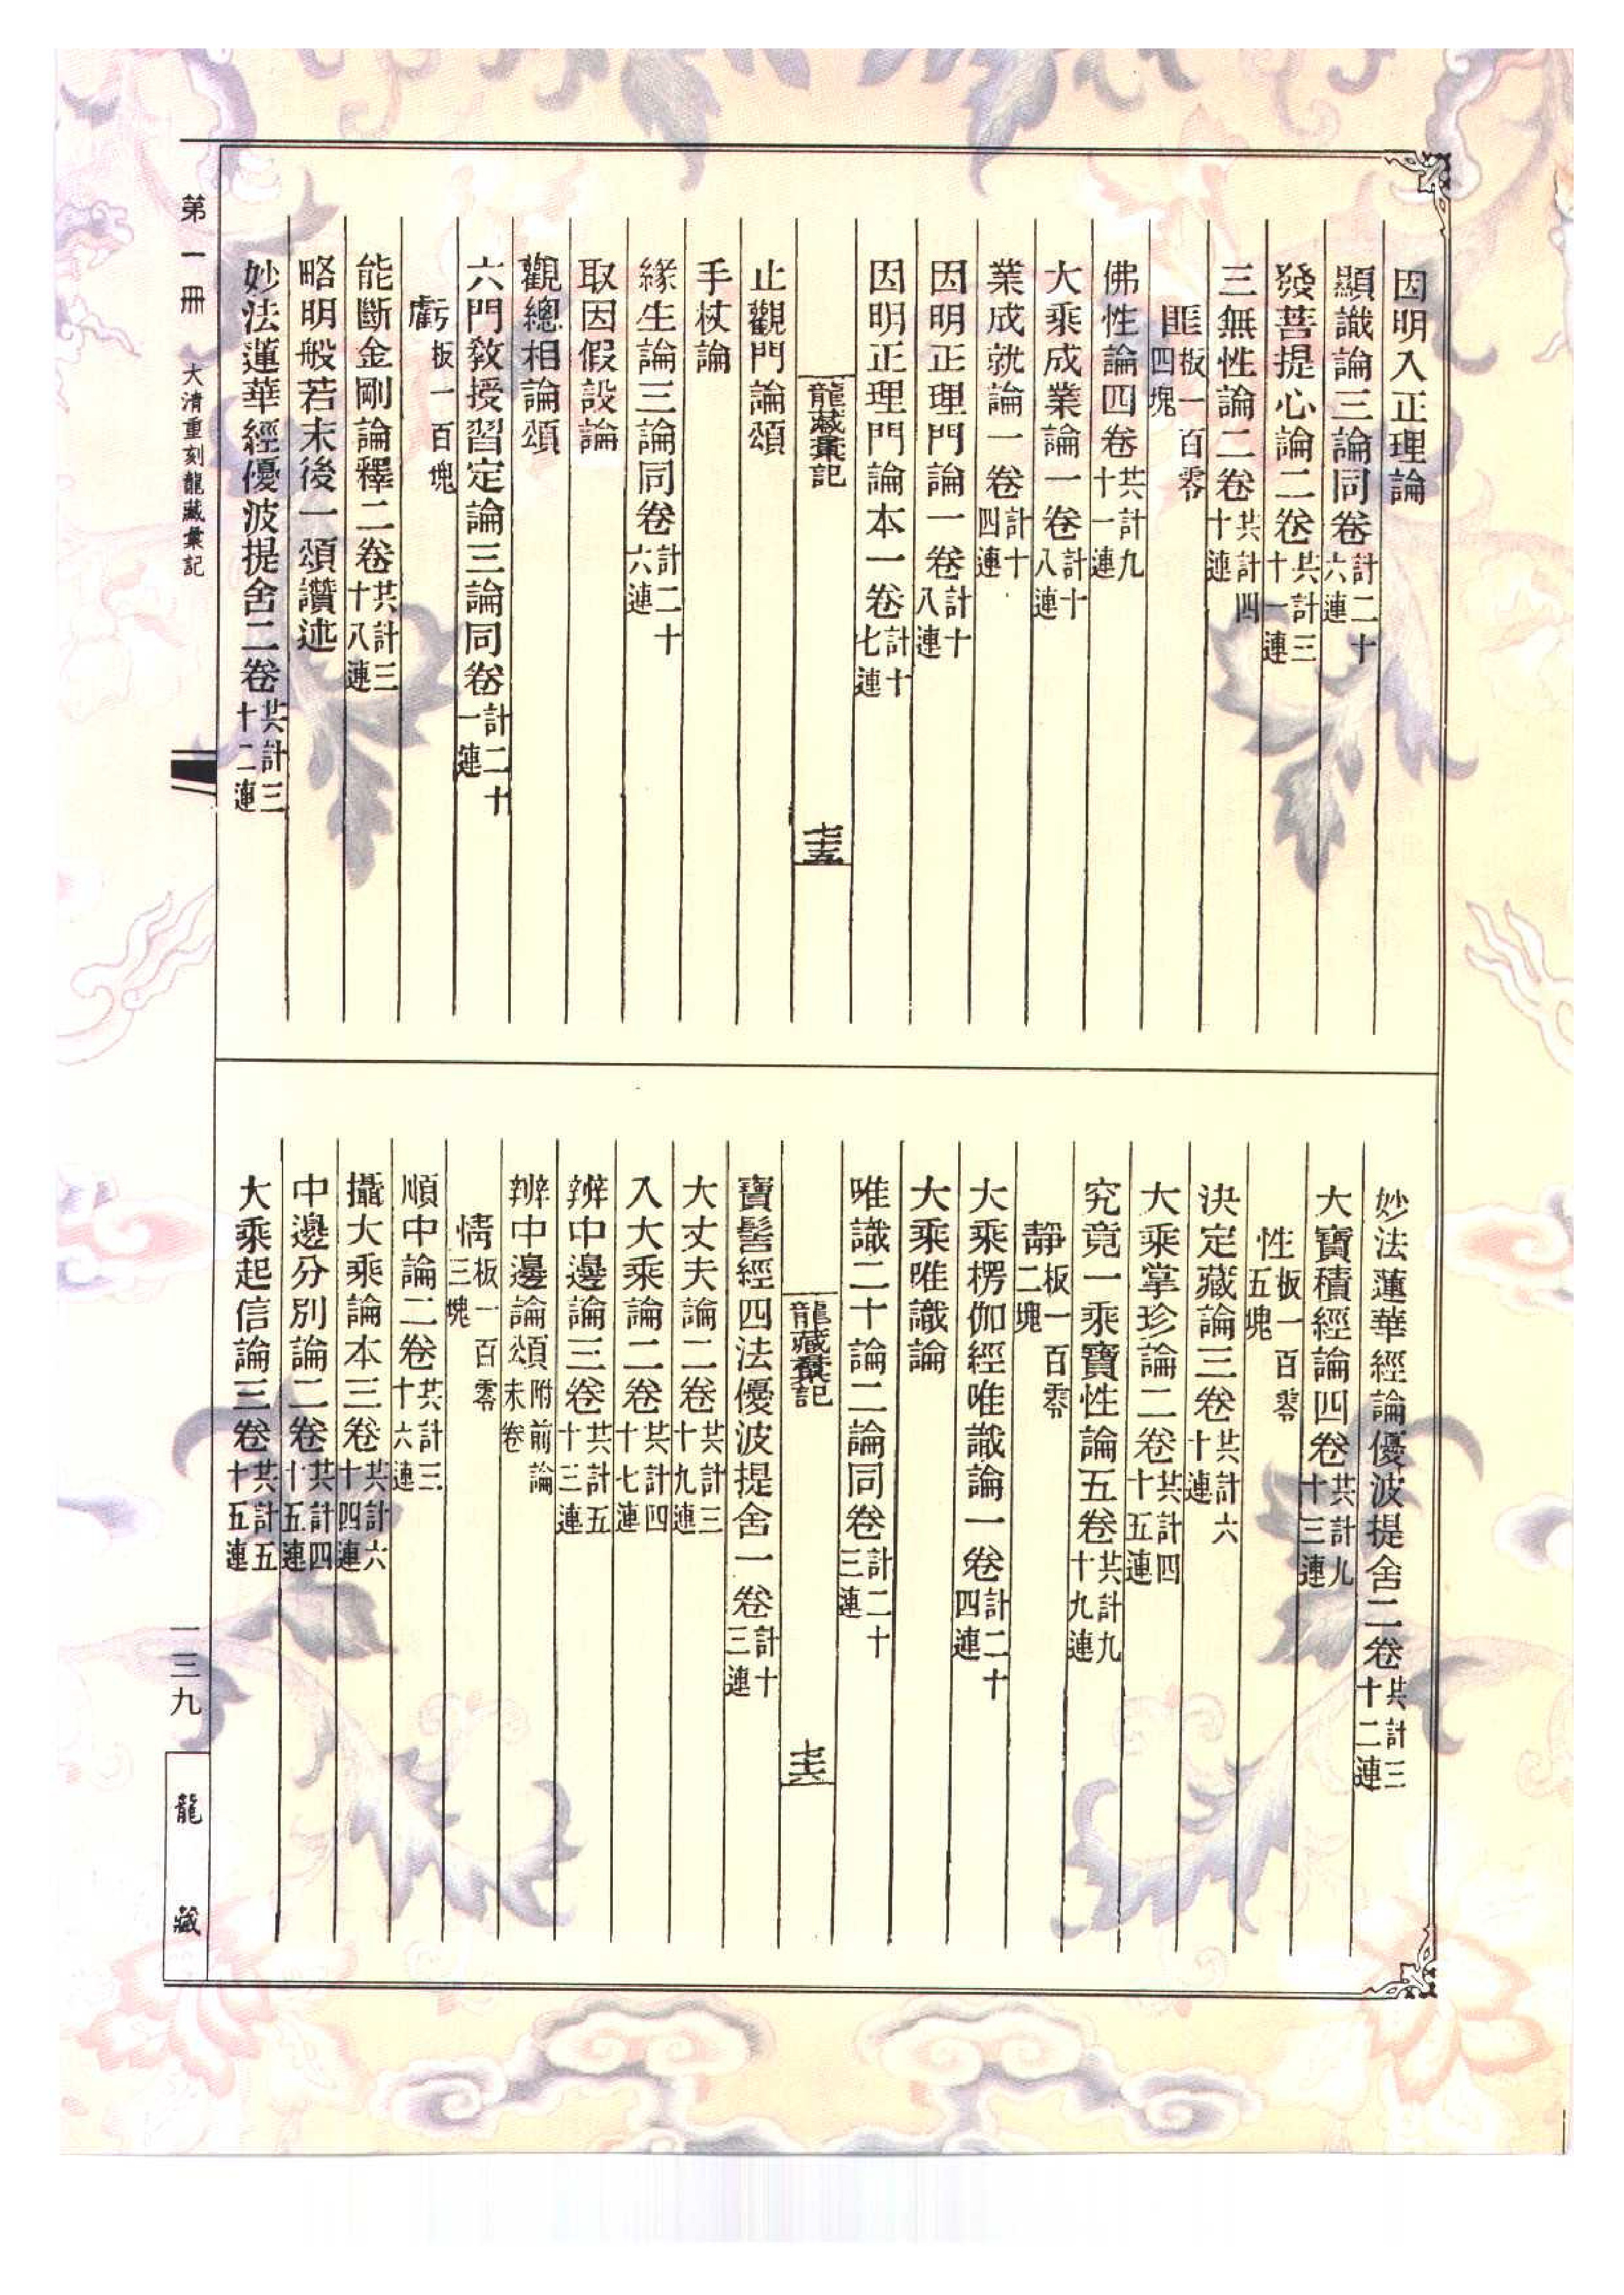 因明入正理論
顯識論三論同卷計二十六連
發菩提心論二卷共計三十一連
三無性論二卷共計四十連
匪板一百零四塊
佛性論四卷共計九十一連
大乘成業論一卷計十八連
業成就論一卷計十四連
因明正理門論一卷計十八連
因明正理門論本一卷計十七連
龍藏彙記
止觀門論頌
手杖論
緣生論三論同卷計二十六連
取因假設論
觀總相論頌
六門教授習定論三論同卷計二十一連
虧板一百塊
能斷金剛論釋二卷共計三十八連
略明般若末後一頌讚述
妙法蓮華經優波提舍二卷共計三十二連
妙法蓮華經論優波提舍二卷共計三十二連
大寶積經論四卷共計九十三連
性板一百零五塊
決定藏論三卷共計六十連
大乘掌珍論二卷共計四十五連
究竟一乘寶性論五卷共計九十九連
靜板一百零二塊
大乘楞伽經唯識論一卷計二十四連
大乘唯識論
唯識二十論二論同卷計二十三連
龍藏彙記
寶髻經四法優波提舍一卷計十三連
大丈夫論二卷共計三十九連
入大乘論二卷共計四十七連
辨中邊論三卷共計五十三連
辨中邊論頌附前論末卷
情板一百零三塊
順中論二卷共計三十六連
攝大乘論本三卷共計六十四連
中邊分別論二卷共計四十五連
大乘起信論三卷共計五十五連
第一冊
大清重刻龍藏彙記
一三九
龍藏